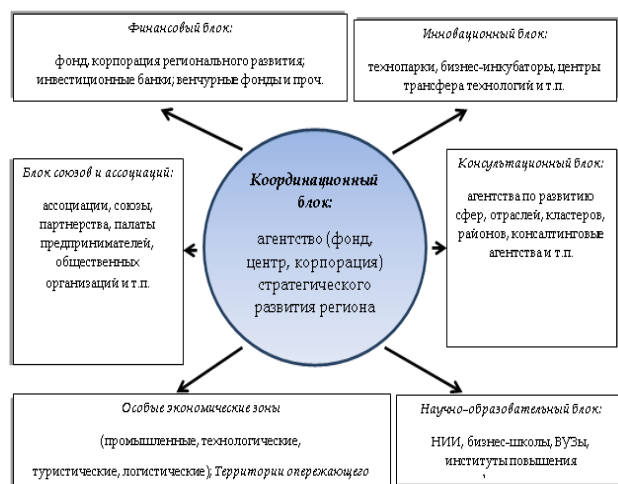 Финансовый блок:
фонд, корпорация регионального развития;
инвестиционные банки; венчурные фонды и проч.
Инновационный блок:
технопарки, бизнес-инкубаторы, центры
трансфера технологий и т.п.
Блок союзов и ассоциаций:
ассоциации, союзы,
партнерства, палаты
предпринимателей,
общественных
организаций и т.п.
Координационный
блок:
агентство (фонд,
центр, корпорация)
стратегического
развития региона
Консультационный блок:
агентства по развитию
сфер, отраслей, кластеров,
районов, консалтинговые
агентства и т.п.
Особые экономические зоны
(промышленные, технологические,
туристические, логистические); Территории опережающего
Научно-образовательный блок:
НИИ, бизнес-школы, ВУЗы,
институты повышения